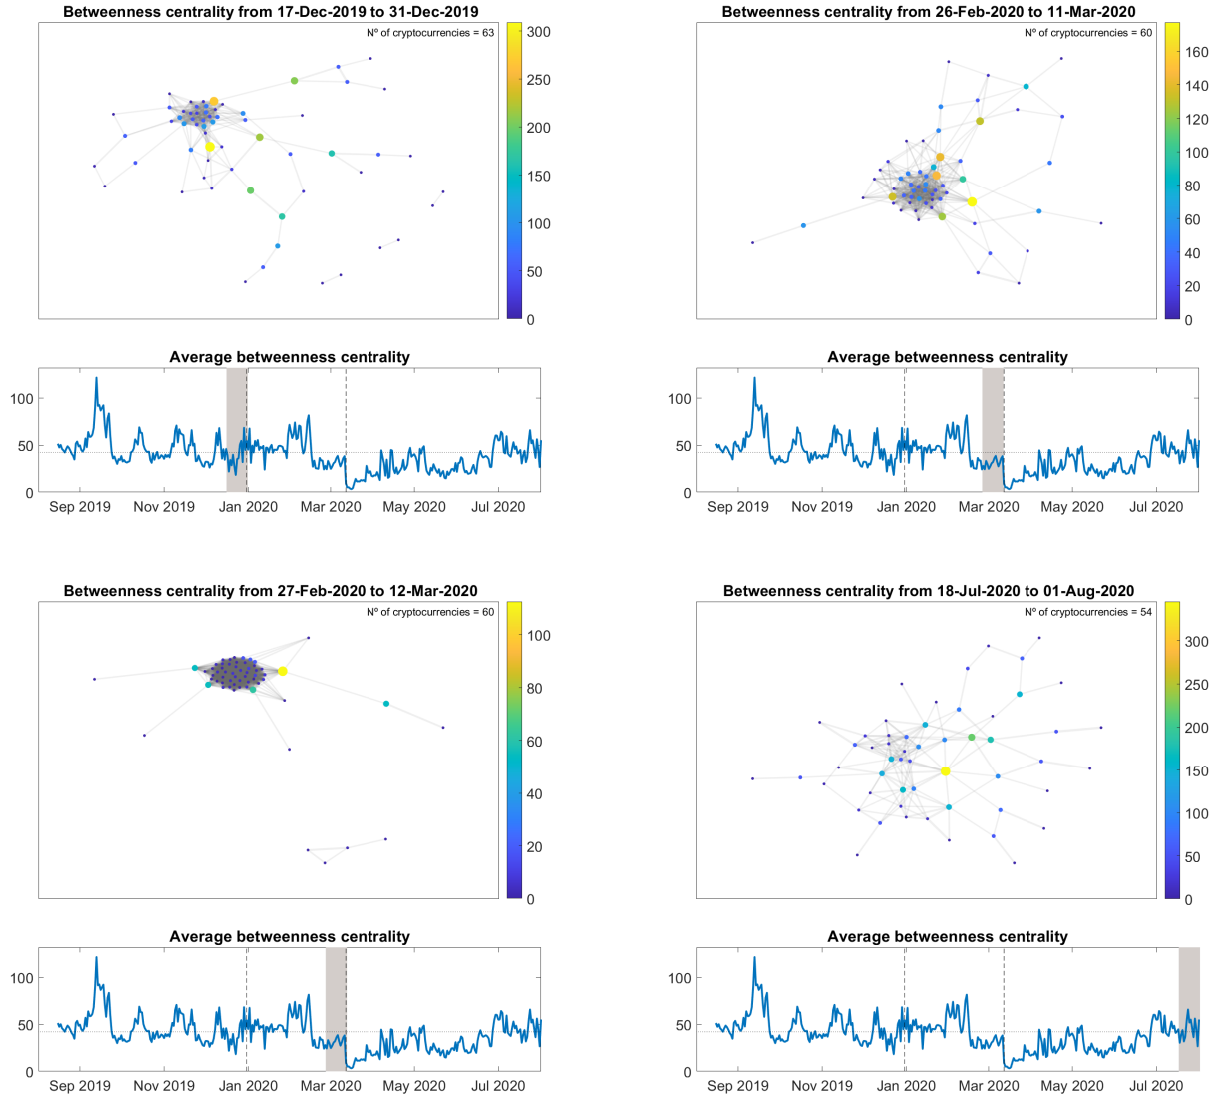 Betweenness centrality from 17-Dec-2019 to 31-Dec-2019
Nº of cryptocurrencies = 63
300
250
200
150
100
50
0
Average betweenness centrality
100
50
0
Sep 2019 Nov 2019 Jan 2020 Mar 2020 May 2020 Jul 2020
Betweenness centrality from 26-Feb-2020 to 11-Mar-2020
Nº of cryptocurrencies = 60
160
140
120
100
80
60
40
20
0
Average betweenness centrality
100
50
0
Sep 2019 Nov 2019 Jan 2020 Mar 2020 May 2020 Jul 2020
Betweenness centrality from 27-Feb-2020 to 12-Mar-2020
Nº of cryptocurrencies = 60
100
80
60
40
20
0
Average betweenness centrality
100
50
0
Sep 2019 Nov 2019 Jan 2020 Mar 2020 May 2020 Jul 2020
Betweenness centrality from 18-Jul-2020 to 01-Aug-2020
Nº of cryptocurrencies = 54
300
250
200
150
100
50
0
Average betweenness centrality
100
50
0
Sep 2019 Nov 2019 Jan 2020 Mar 2020 May 2020 Jul 2020